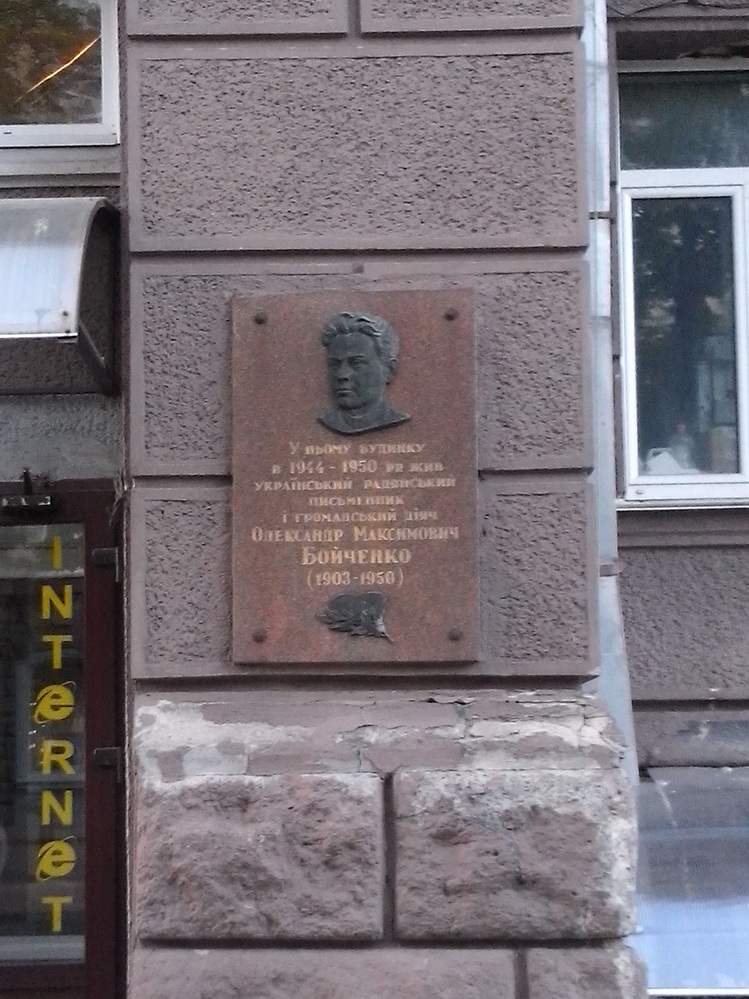 У цьому будинку
в 1944 - 1950 рр жив
український радянський
письменник
і громадський діяч
Олександр Максимович
Бойченко
(1903-1950)
INTeRNeT